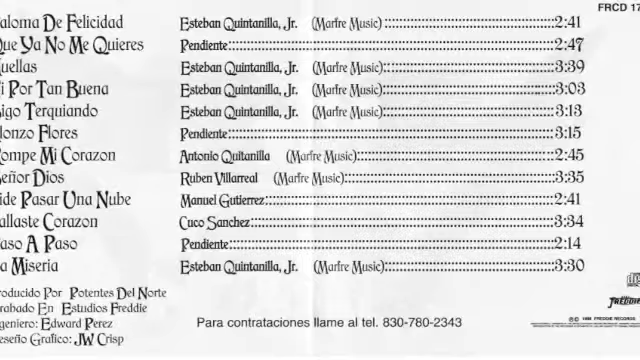 FRCD 17
aloma De Felicidad Esteban Quintanilla, Jr. (Marfre Music) 2:41
ue Ya No Me Quieres Pendiente 2:47
uellas Esteban Quintanilla, Jr. (Marfre Music) 3:39
i Por Tan Buena Esteban Quintanilla, Jr. (Marfre Music) 3:03
igo Terquiando Esteban Quintanilla, Jr. (Marfre Music) 3:13
lonzo Flores Pendiente 3:15
ompe Mi Corazon Antonio Quitanilla (Marfre Music) 2:45
eñor Dios Ruben Villarreal (Marfre Music) 3:35
ide Pasar Una Nube Manuel Gutierrez 2:41
allaste Corazon Cuco Sanchez 3:34
aso A Paso Pendiente 2:14
a Miseria Esteban Quintanilla, Jr. (Marfre Music) 3:30
roducido Por Potentes Del Norte
rabado En Estudios Freddie
geniero: Edward Perez
eseño Grafico: JW Crisp
Para contrataciones llame al tel. 830-780-2343
FREDDIE